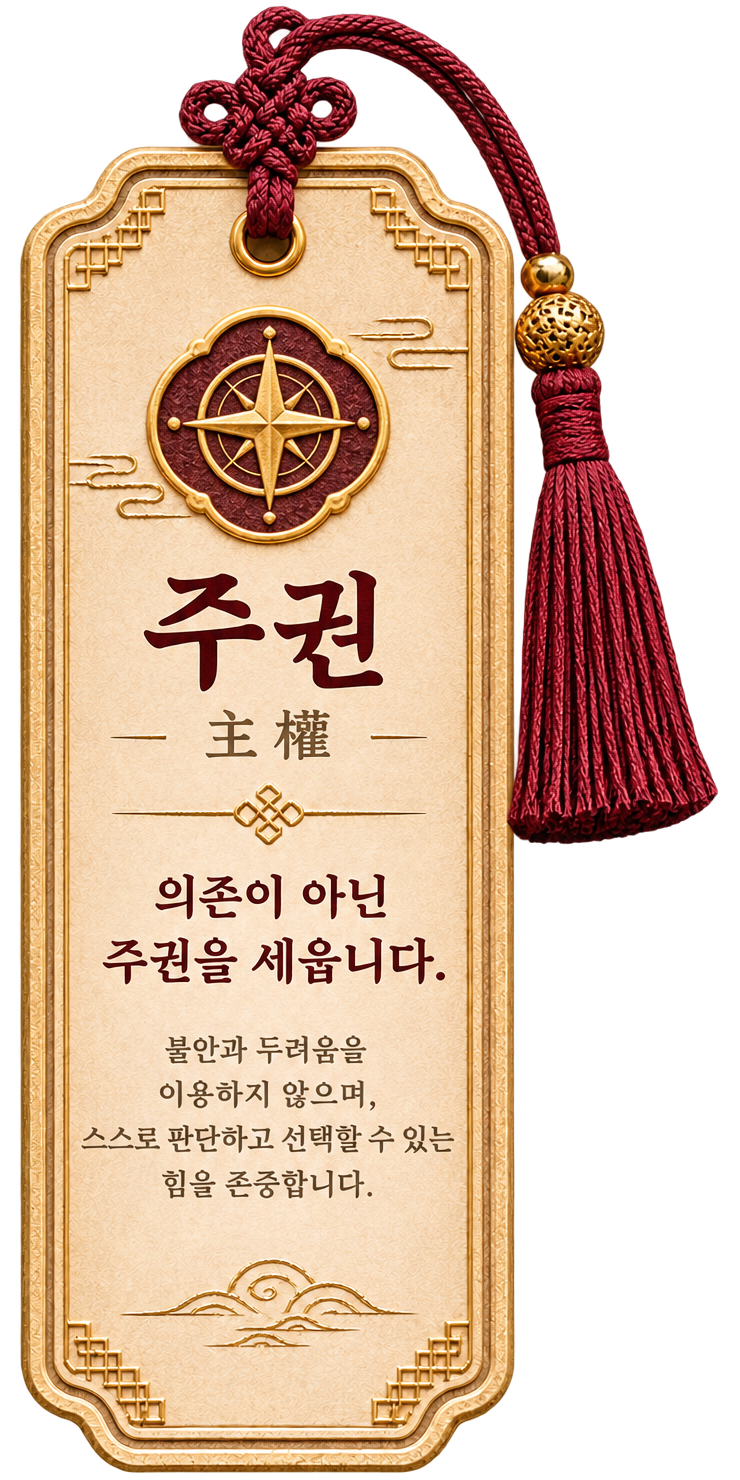 주권
主權
의존이 아닌
주권을 세웁니다.
불안과 두려움을
이용하지 않으며,
스스로 판단하고 선택할 수 있는
힘을 존중합니다.